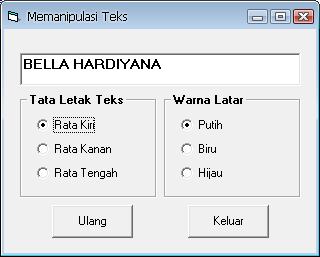 Memanipulasi Teks
BELLA HARDIYANA
Tata Letak Teks
Rata Kiri
Rata Kanan
Rata Tengah
Warna Latar
Putih
Biru
Hijau
Ulang
Keluar